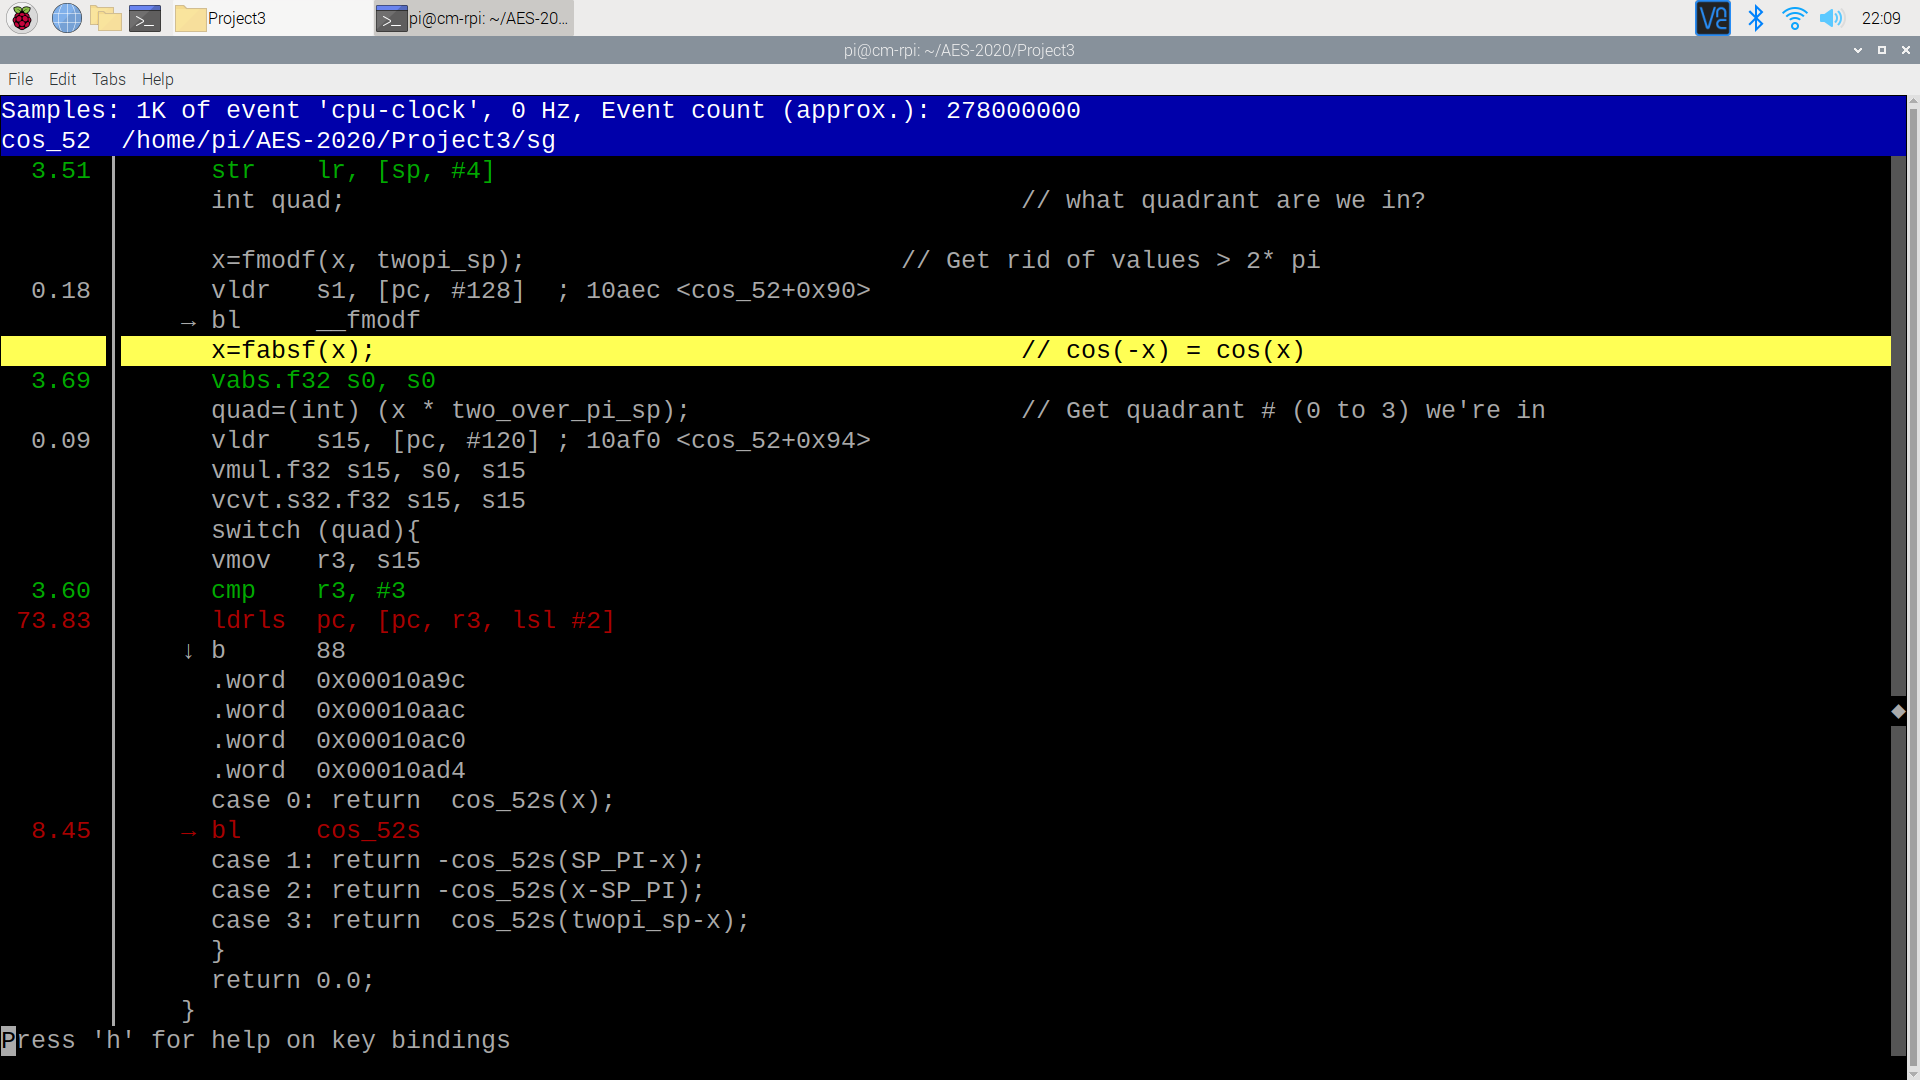 Project3
pi@cm-rpi: ~/AES-20...
22:09
pi@cm-rpi: ~/AES-2020/Project3
File Edit Tabs Help
Samples: 1K of event 'cpu-clock', 0 Hz, Event count (approx.): 278000000
cos_52  /home/pi/AES-2020/Project3/sg
3.51 str lr, [sp, #4]
int quad; // what quadrant are we in?
x=fmodf(x, twopi_sp); // Get rid of values > 2* pi
0.18 vldr s1, [pc, #128] ; 10aec <cos_52+0x90>
→ bl __fmodf
x=fabsf(x); // cos(-x) = cos(x)
3.69 vabs.f32 s0, s0
quad=(int) (x * two_over_pi_sp); // Get quadrant # (0 to 3) we're in
0.09 vldr s15, [pc, #120] ; 10af0 <cos_52+0x94>
vmul.f32 s15, s0, s15
vcvt.s32.f32 s15, s15
switch (quad){
vmov r3, s15
3.60 cmp r3, #3
73.83 ldrls pc, [pc, r3, lsl #2]
↓ b 88
.word 0x00010a9c
.word 0x00010aac
.word 0x00010ac0
.word 0x00010ad4
case 0: return  cos_52s(x);
8.45 → bl cos_52s
case 1: return -cos_52s(SP_PI-x);
case 2: return -cos_52s(x-SP_PI);
case 3: return  cos_52s(twopi_sp-x);
}
return 0.0;
}
Press 'h' for help on key bindings